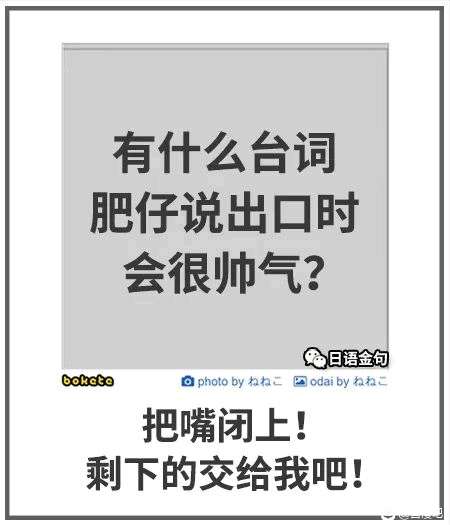 有什么台词
肥仔说出口时
会很帅气？
日语金句
bokete
photo by ねねこ
odai by ねねこ
把嘴闭上！
剩下的交给我吧！